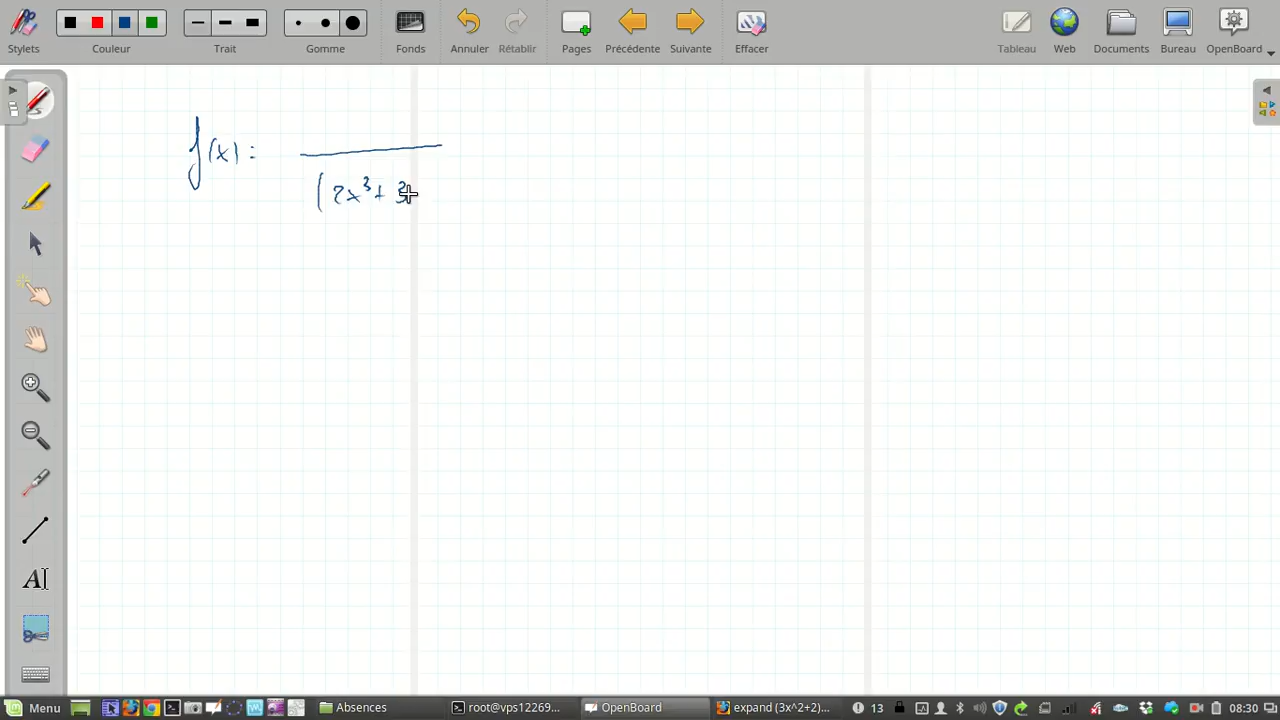 Stylets Couleur Trait Gomme Fonds Annuler Rétablir Pages Précédente Suivante Effacer Tableau Web Documents Bureau OpenBoard
f(x) =
(2x³ + 3
A
Menu Absences root@vps12269... OpenBoard expand (3x^2+2)... 13 08:30